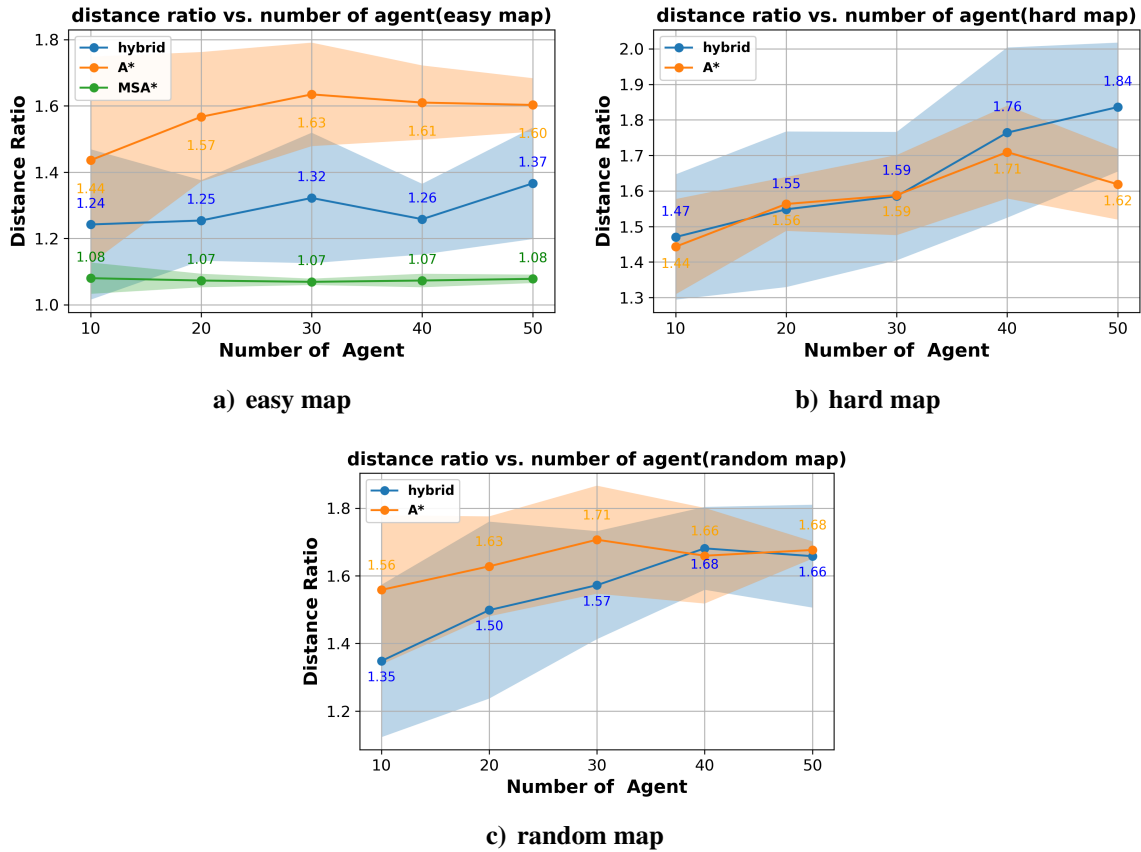 distance ratio vs. number of agent(easy map)
1.8
1.6
1.4
1.2
1.0
Distance Ratio
hybrid
A*
MSA*
1.44
1.57
1.63
1.61
1.60
1.24
1.25
1.32
1.26
1.37
1.08
1.07
1.07
1.07
1.08
10 20 30 40 50
Number of Agent
a) easy map
distance ratio vs. number of agent(hard map)
2.0
1.9
1.8
1.7
1.6
1.5
1.4
1.3
Distance Ratio
hybrid
A*
1.47
1.55
1.59
1.76
1.84
1.44
1.56
1.59
1.71
1.62
10 20 30 40 50
Number of Agent
b) hard map
distance ratio vs. number of agent(random map)
1.8
1.6
1.4
1.2
Distance Ratio
hybrid
A*
1.56
1.63
1.71
1.66
1.68
1.35
1.50
1.57
1.68
1.66
10 20 30 40 50
Number of Agent
c) random map